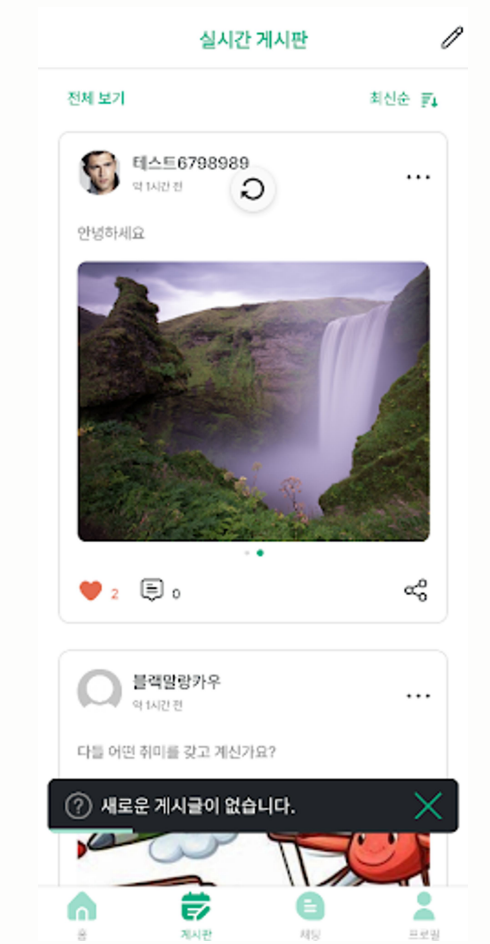 실시간 게시판
전체 보기
최신순
테스트6798989
약 1시간 전
안녕하세요
2
0
블랙말랑카우
약 1시간 전
다들 어떤 취미를 갖고 계신가요?
새로운 게시글이 없습니다.
홈
게시판
채팅
프로필